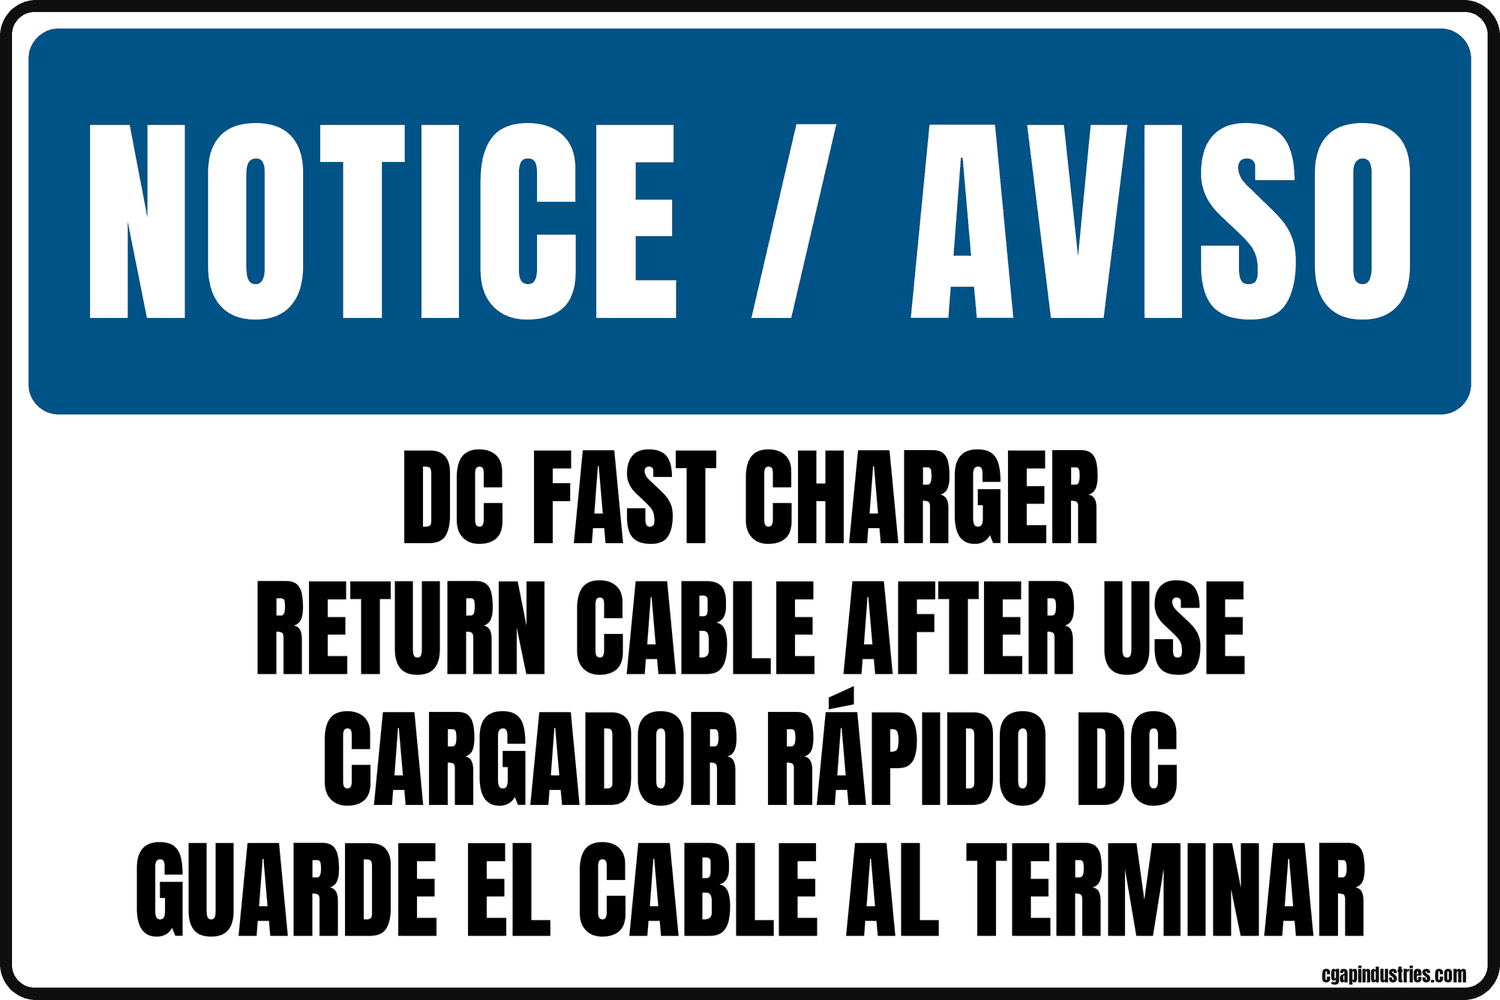 NOTICE / AVISO
DC FAST CHARGER
RETURN CABLE AFTER USE
CARGADOR RÁPIDO DC
GUARDE EL CABLE AL TERMINAR
cgapindustries.com